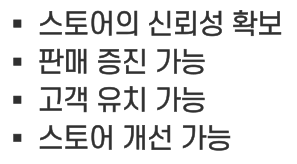 ▪ 스토어의 신뢰성 확보
▪ 판매 증진 가능
▪ 고객 유치 가능
▪ 스토어 개선 가능